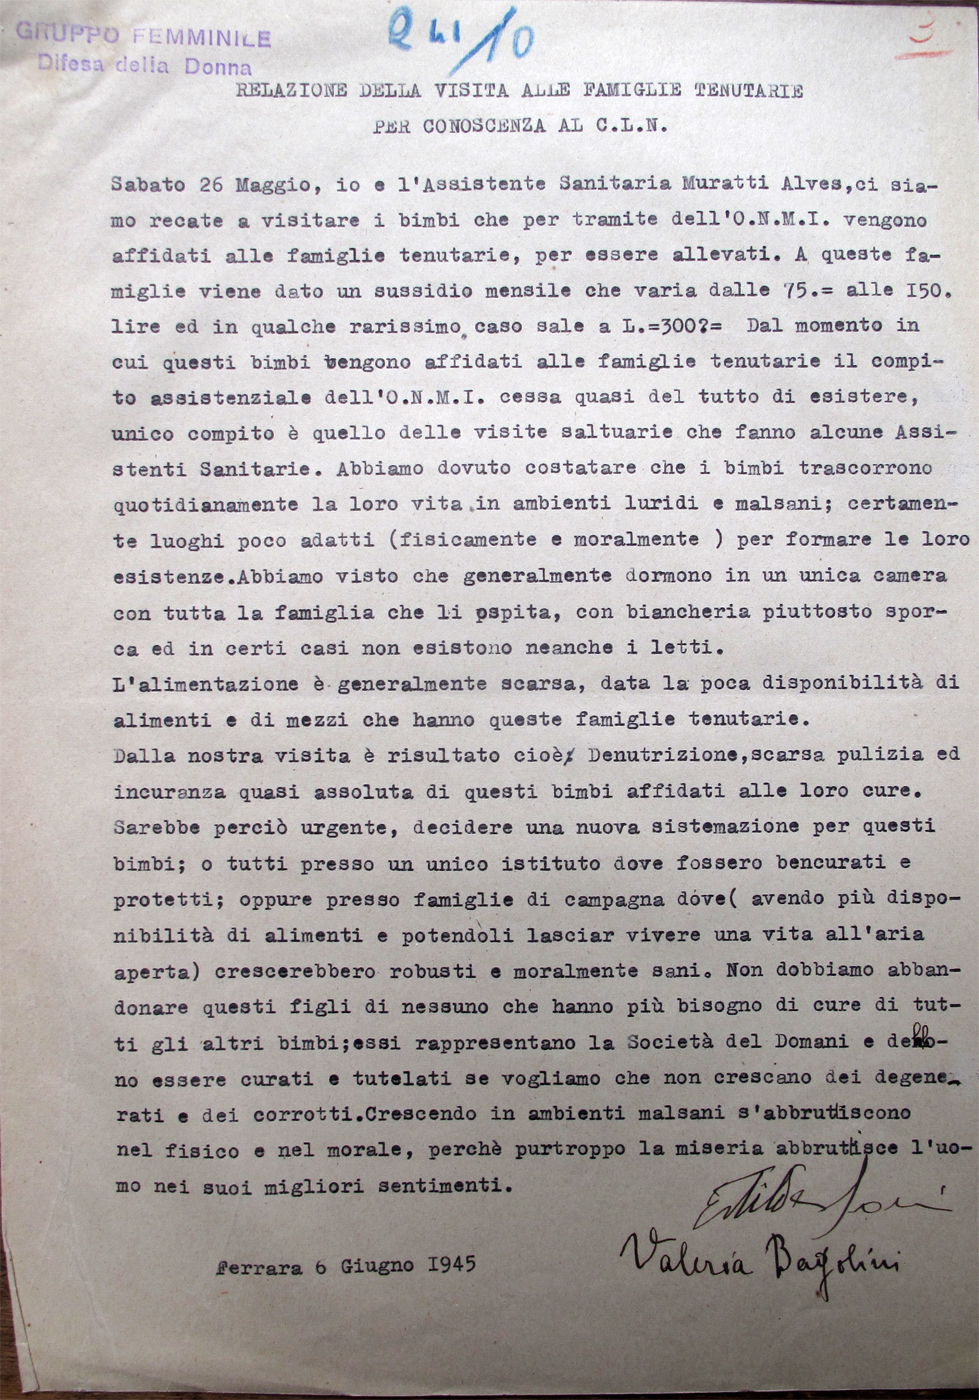 GRUPPO FEMMINILE
Difesa della Donna
3
RELAZIONE DELLA VISITA ALLE FAMIGLIE TENUTARIE
PER CONOSCENZA AL C.L.N.
Sabato 26 Maggio, io e l'Assistente Sanitaria Muratti Alves,ci sia-
mo recate a visitare i bimbi che per tramite dell'O.N.M.I. vengono
affidati alle famiglie tenutarie, per essere allevati. A queste fa-
miglie viene dato un sussidio mensile che varia dalle 75.= alle I50.
lire ed in qualche rarissimo caso sale a L.=300?= Dal momento in
cui questi bimbi vengono affidati alle famiglie tenutarie il compi-
to assistenziale dell'O.N.M.I. cessa quasi del tutto di esistere,
unico compito è quello delle visite saltuarie che fanno alcune Assi-
stenti Sanitarie. Abbiamo dovuto costatare che i bimbi trascorrono
quotidianamente la loro vita in ambienti luridi e malsani; certamen-
te luoghi poco adatti (fisicamente e moralmente ) per formare le loro
esistenze.Abbiamo visto che generalmente dormono in un unica camera
con tutta la famiglia che li ospita, con biancheria piuttosto spor-
ca ed in certi casi non esistono neanche i letti.
L'alimentazione è generalmente scarsa, data la poca disponibilità di
alimenti e di mezzi che hanno queste famiglie tenutarie.
Dalla nostra visita è risultato cioè; Denutrizione,scarsa pulizia ed
incuranza quasi assoluta di questi bimbi affidati alle loro cure.
Sarebbe perciò urgente, decidere una nuova sistemazione per questi
bimbi; o tutti presso un unico istituto dove fossero bencurati e
protetti; oppure presso famiglie di campagna dove( avendo più dispo-
nibilità di alimenti e potendoli lasciar vivere una vita all'aria
aperta) crescerebbero robusti e moralmente sani. Non dobbiamo abban-
donare questi figli di nessuno che hanno più bisogno di cure di tut-
ti gli altri bimbi;essi rappresentano la Società del Domani e debbo-
no essere curati e tutelati se vogliamo che non crescano dei degene-
rati e dei corrotti.Crescendo in ambienti malsani s'abbrutiscono
nel fisico e nel morale, perchè purtroppo la miseria abbrutisce l'uo-
mo nei suoi migliori sentimenti.
Valeria Bagolini
Ferrara 6 Giugno I945